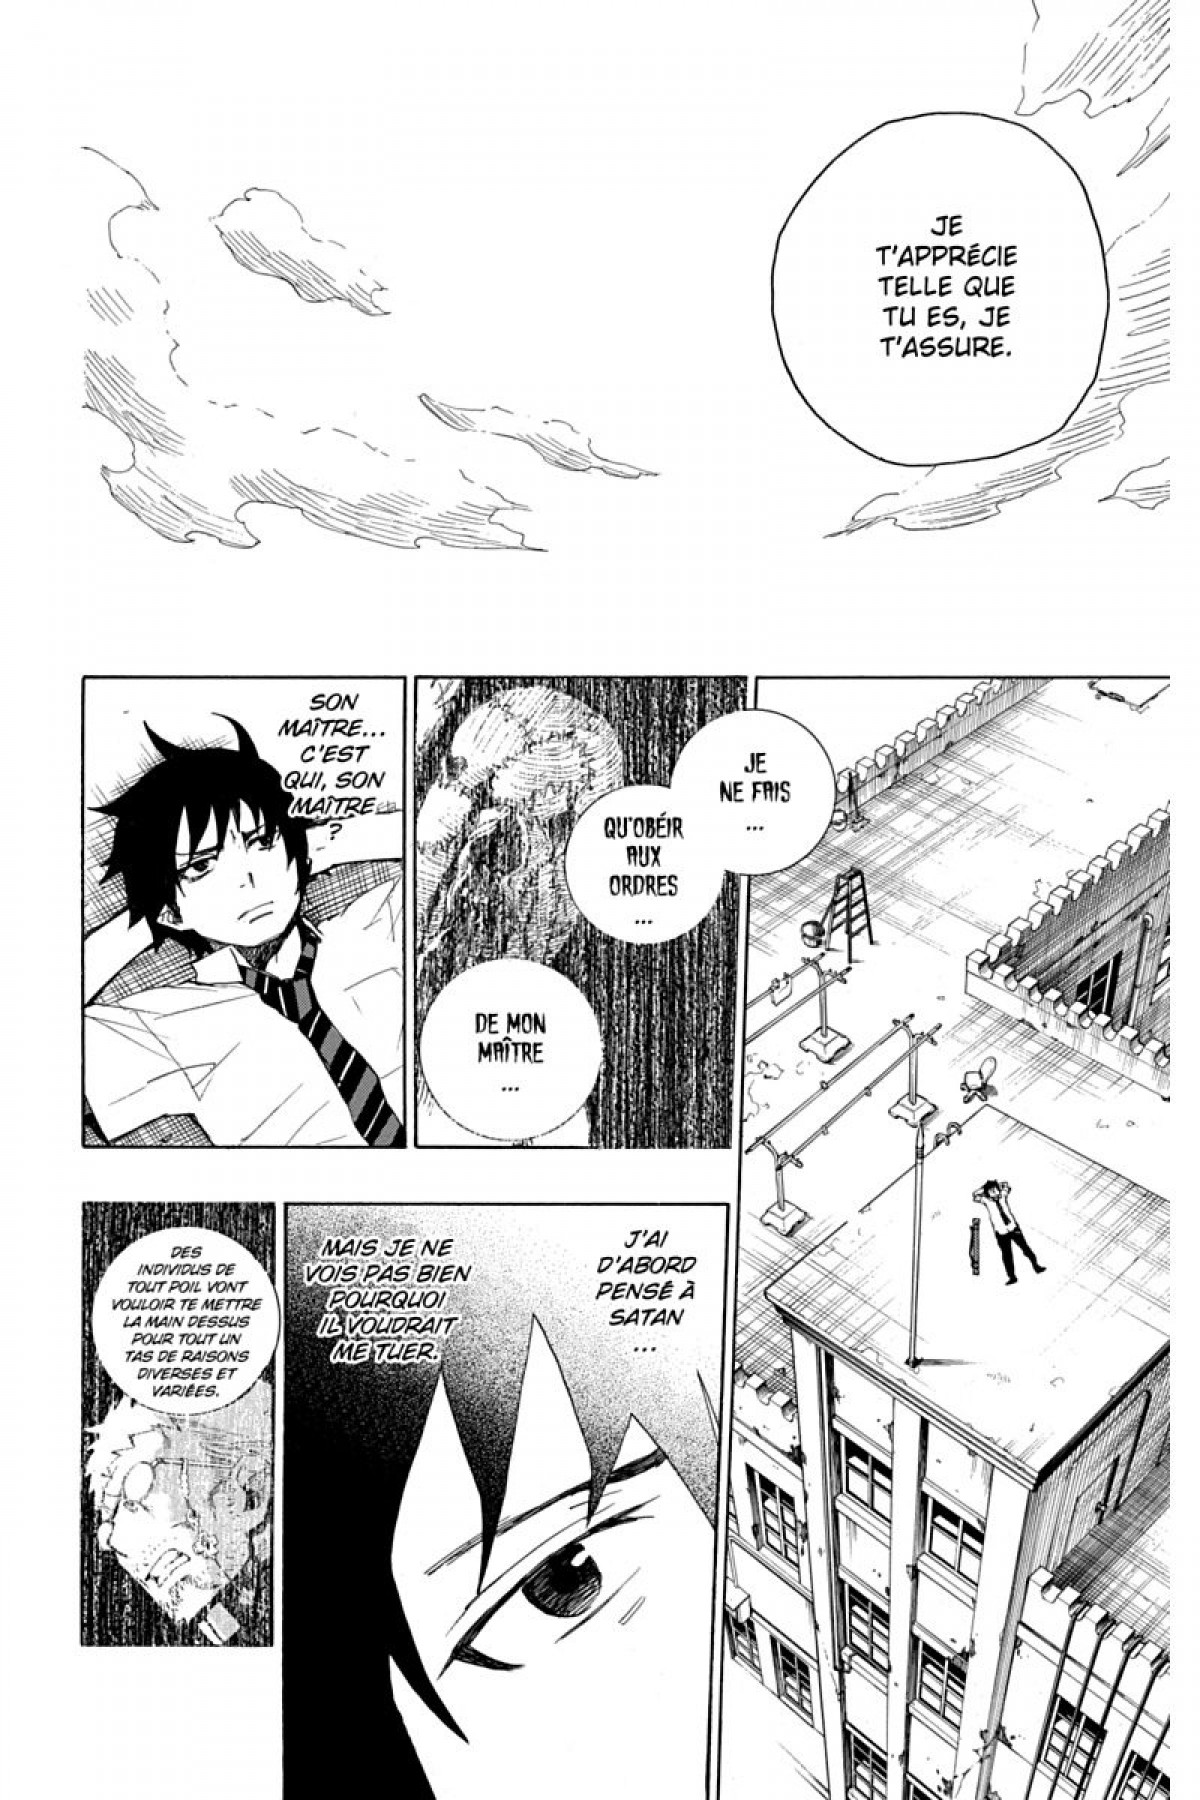 JE
T'APPRÉCIE
TELLE QUE
TU ES, JE
T'ASSURE.
JE
NE FAIS
...
QU'OBÉIR
AUX
ORDRES
...
DE MON
MAÎTRE
...
SON
MAÎTRE...
C'EST
QUI, SON
MAÎTRE
?
J'AI
D'ABORD
PENSÉ À
SATAN
...
MAIS JE NE
VOIS PAS BIEN
POURQUOI
IL VOUDRAIT
ME TUER.
DES
INDIVIDUS DE
TOUT POIL VONT
VOULOIR TE METTRE
LA MAIN DESSUS
POUR TOUT UN
TAS DE RAISONS
DIVERSES ET
VARIÉES.